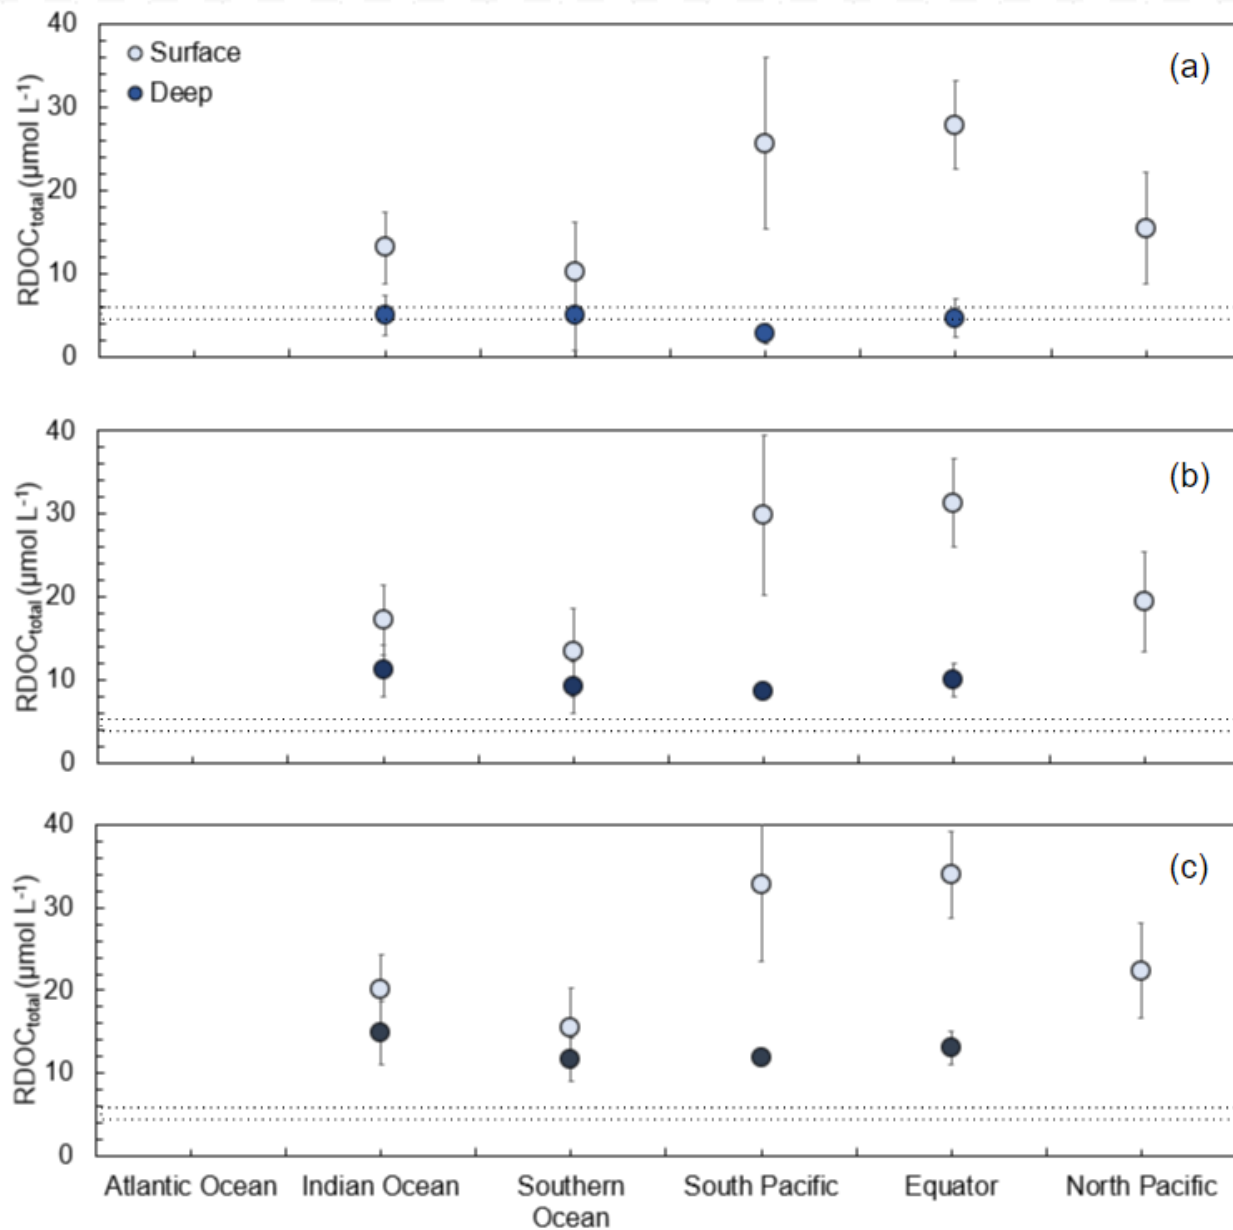 40
30
20
10
0
RDOCtotal (µmol L-1)
Surface
Deep
(a)
40
30
20
10
0
RDOCtotal (µmol L-1)
(b)
40
30
20
10
0
RDOCtotal (µmol L-1)
(c)
Atlantic Ocean Indian Ocean Southern South Pacific Equator North Pacific
Ocean